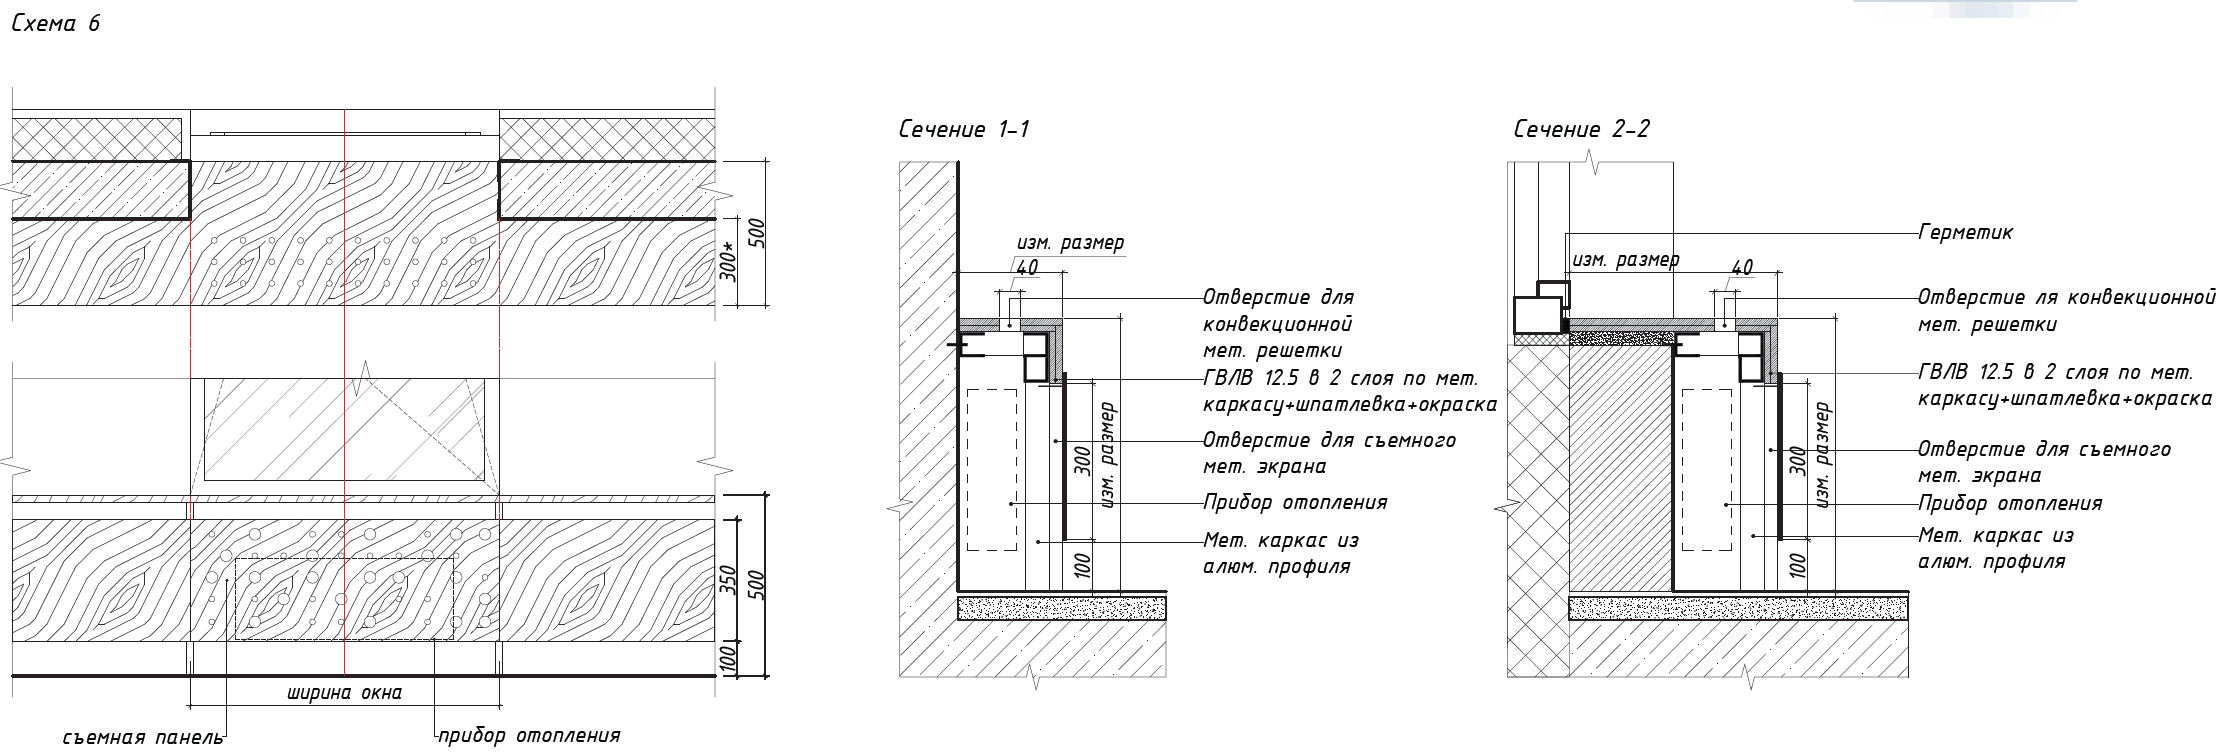 Схема 6
500
300*
350
500
100
ширина окна
съемная панель
прибор отопления
Сечение 1-1
изм. размер
40
Отверстие для
конвекционной
мет. решетки
ГВЛВ 12.5 в 2 слоя по мет.
каркасу+шпатлевка+окраска
Отверстие для съемного
мет. экрана
Прибор отопления
Мет. каркас из
алюм. профиля
300
изм. размер
100
Сечение 2-2
Герметик
изм. размер
40
Отверстие ля конвекционной
мет. решетки
ГВЛВ 12.5 в 2 слоя по мет.
каркасу+шпатлевка+окраска
Отверстие для съемного
мет. экрана
Прибор отопления
Мет. каркас из
алюм. профиля
300
изм. размер
100